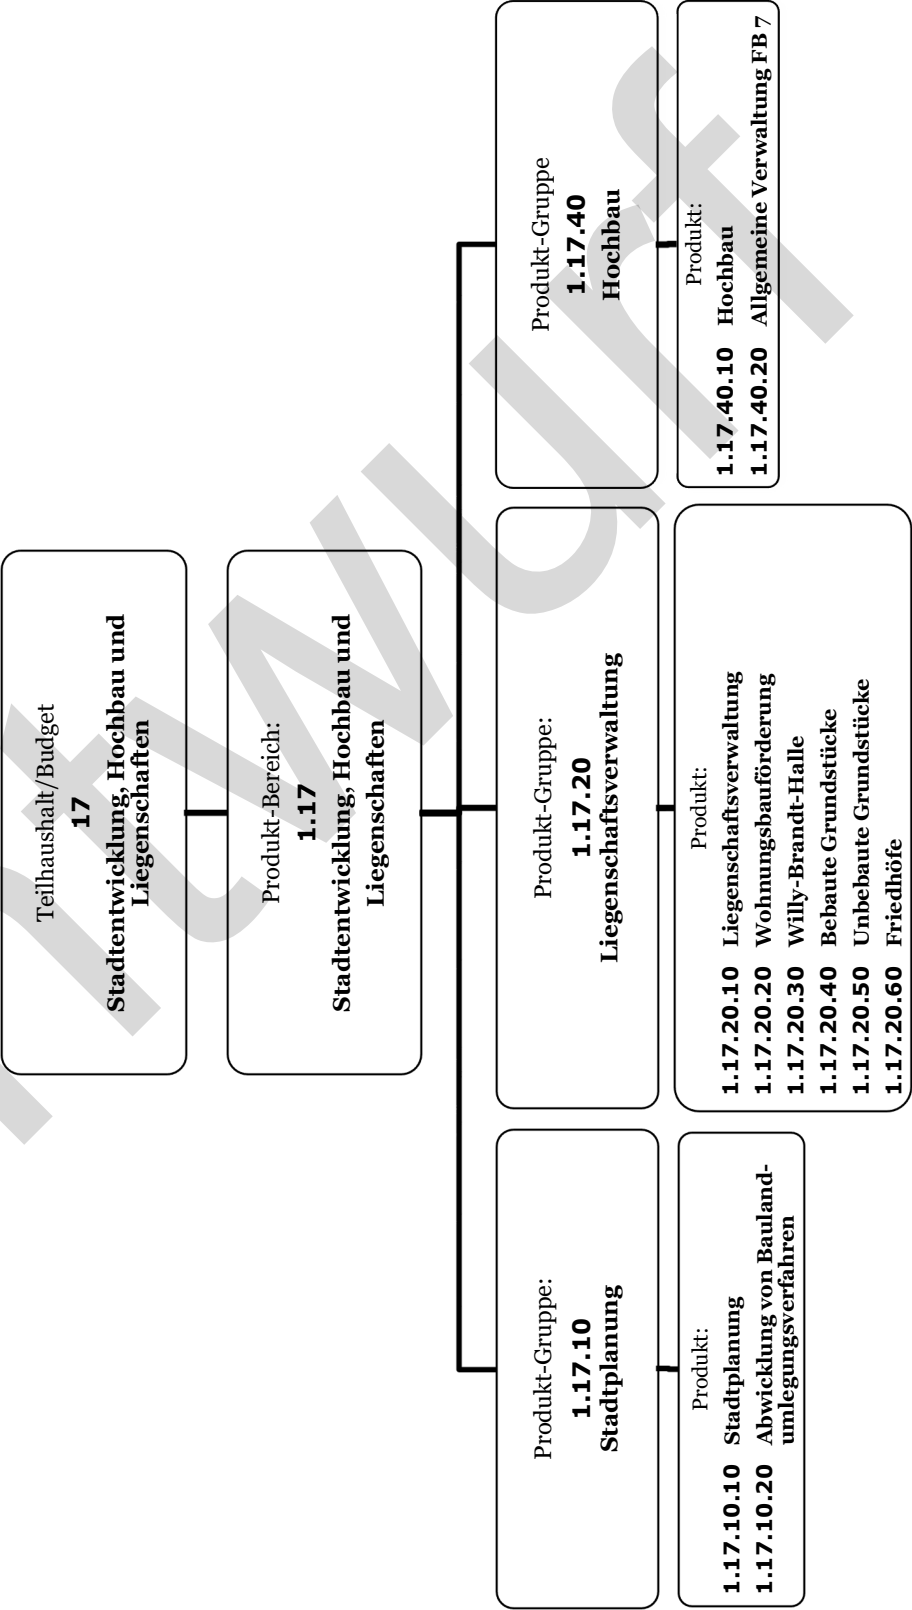 Teilhaushalt/Budget
17
Stadtentwicklung, Hochbau und
Liegenschaften
Produkt-Bereich:
1.17
Stadtentwicklung, Hochbau und
Liegenschaften
Produkt-Gruppe:
1.17.10
Stadtplanung
Produkt-Gruppe:
1.17.20
Liegenschaftsverwaltung
Produkt-Gruppe
1.17.40
Hochbau
Produkt:
1.17.10.10 Stadtplanung
1.17.10.20 Abwicklung von Bauland-
umlegungsverfahren
Produkt:
1.17.20.10 Liegenschaftsverwaltung
1.17.20.20 Wohnungsbauförderung
1.17.20.30 Willy-Brandt-Halle
1.17.20.40 Bebaute Grundstücke
1.17.20.50 Unbebaute Grundstücke
1.17.20.60 Friedhöfe
Produkt:
1.17.40.10 Hochbau
1.17.40.20 Allgemeine Verwaltung FB 7
ntwurf